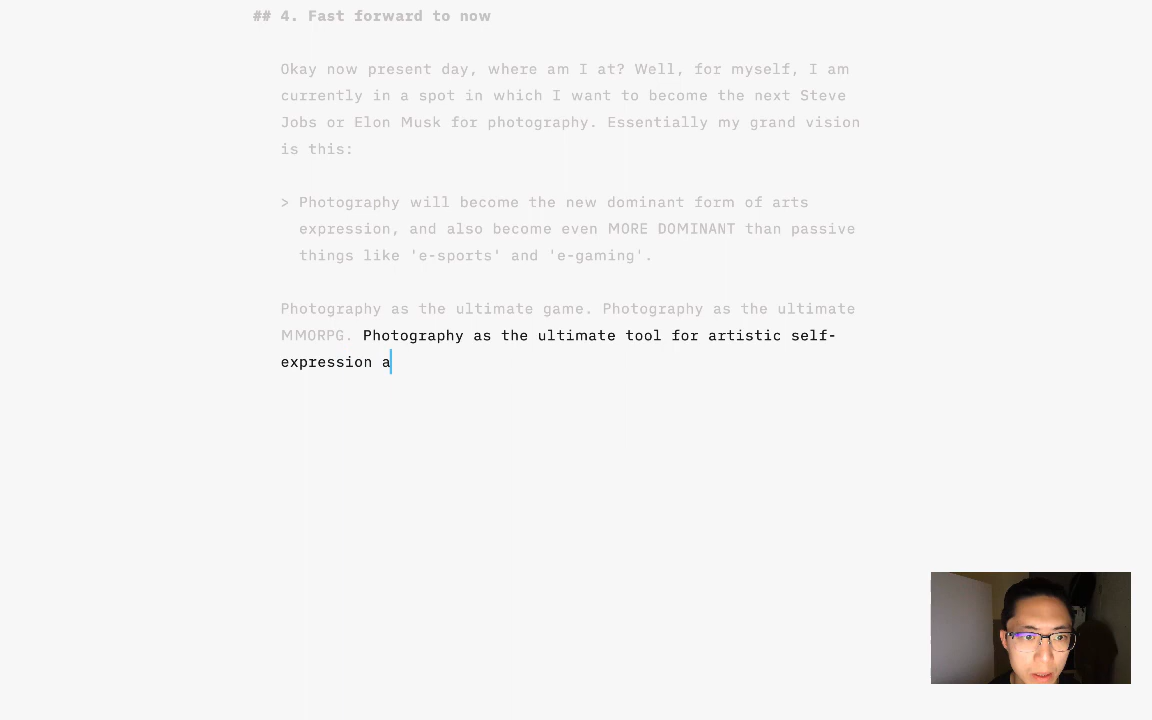 ## 4. Fast forward to now
Okay now present day, where am I at? Well, for myself, I am
currently in a spot in which I want to become the next Steve
Jobs or Elon Musk for photography. Essentially my grand vision
is this:
> Photography will become the new dominant form of arts
expression, and also become even MORE DOMINANT than passive
things like 'e-sports' and 'e-gaming'.
Photography as the ultimate game. Photography as the ultimate
MMORPG. Photography as the ultimate tool for artistic self-
expression a